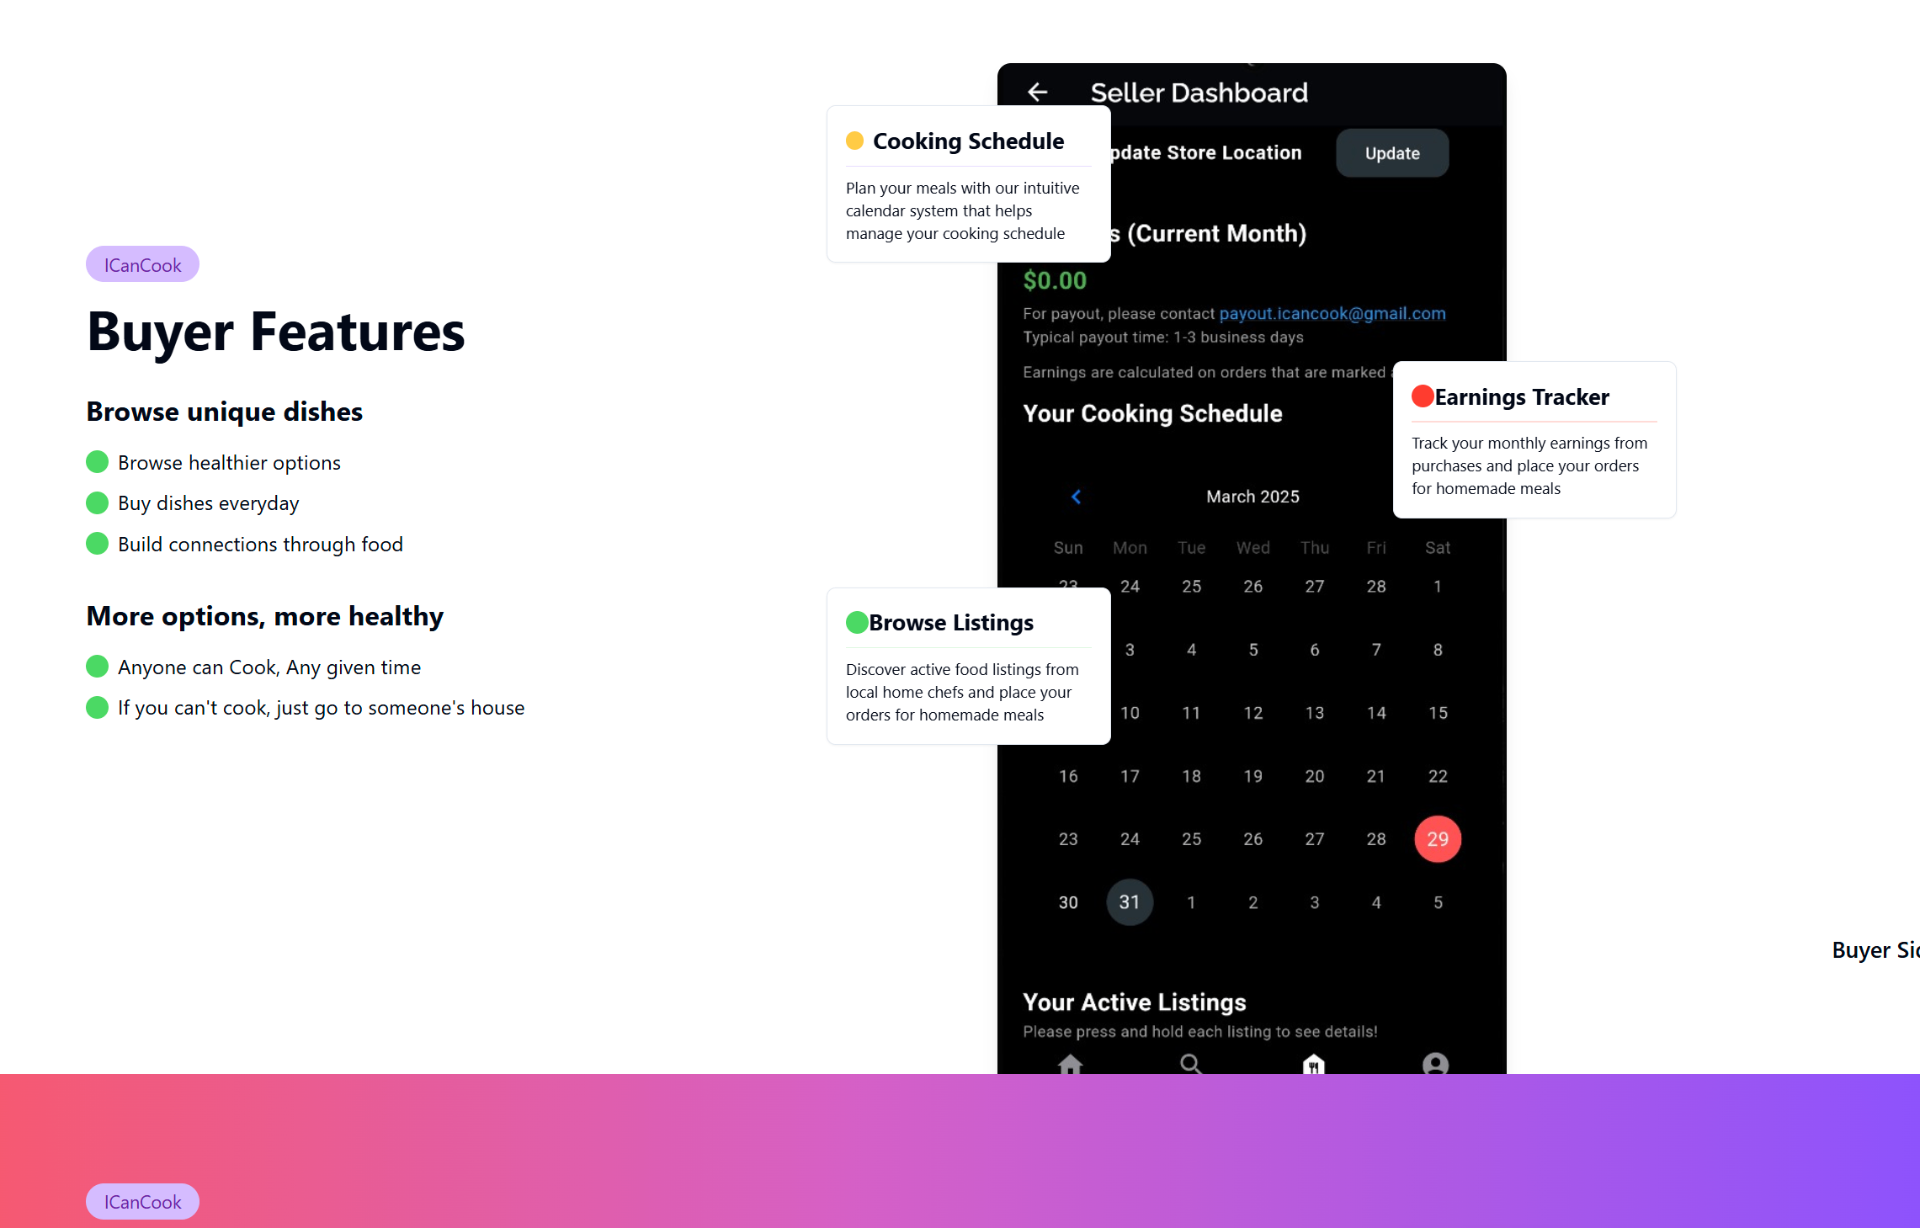 ICanCook
Buyer Features
Browse unique dishes
Browse healthier options
Buy dishes everyday
Build connections through food
More options, more healthy
Anyone can Cook, Any given time
If you can't cook, just go to someone's house
Seller Dashboard
Cooking Schedule
Plan your meals with our intuitive
calendar system that helps
manage your cooking schedule
pdate Store Location
Update
s (Current Month)
$0.00
For payout, please contact payout.icancook@gmail.com
Typical payout time: 1-3 business days
Earnings are calculated on orders that are marked
Your Cooking Schedule
Earnings Tracker
Track your monthly earnings from
purchases and place your orders
for homemade meals
March 2025
Sun Mon Tue Wed Thu Fri Sat
23 24 25 26 27 28 1
3 4 5 6 7 8
10 11 12 13 14 15
16 17 18 19 20 21 22
23 24 25 26 27 28 29
30 31 1 2 3 4 5
Browse Listings
Discover active food listings from
local home chefs and place your
orders for homemade meals
Your Active Listings
Please press and hold each listing to see details!
Buyer Sid
ICanCook